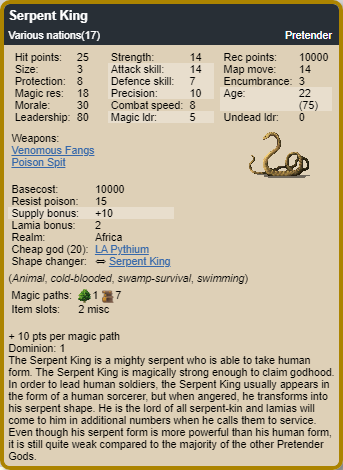 Serpent King
Various nations(17) Pretender
Hit points: 25 Strength: 14 Rec points: 10000
Size: 3 Attack skill: 14 Map move: 14
Protection: 8 Defence skill: 7 Encumbrance: 3
Magic res: 18 Precision: 10 Age: 22
Morale: 30 Combat speed: 8 (75)
Leadership: 80 Magic ldr: 5 Undead ldr: 0
Weapons:
Venomous Fangs
Poison Spit
Basecost: 10000
Resist poison: 15
Supply bonus: +10
Lamia bonus: 2
Realm: Africa
Cheap god (20): LA Pythium
Shape changer: ⇔ Serpent King
(Animal, cold-blooded, swamp-survival, swimming)
Magic paths: 1 7
Item slots: 2 misc
+ 10 pts per magic path
Dominion: 1
The Serpent King is a mighty serpent who is able to take human
form. The Serpent King is magically strong enough to claim godhood.
In order to lead human soldiers, the Serpent King usually appears in
the form of a human sorcerer, but when angered, he transforms into
his serpent shape. He is the lord of all serpent-kin and lamias will
come to him in additional numbers when he calls them to service.
Even though his serpent form is more powerful than his human form,
it is still quite weak compared to the majority of the other Pretender
Gods.